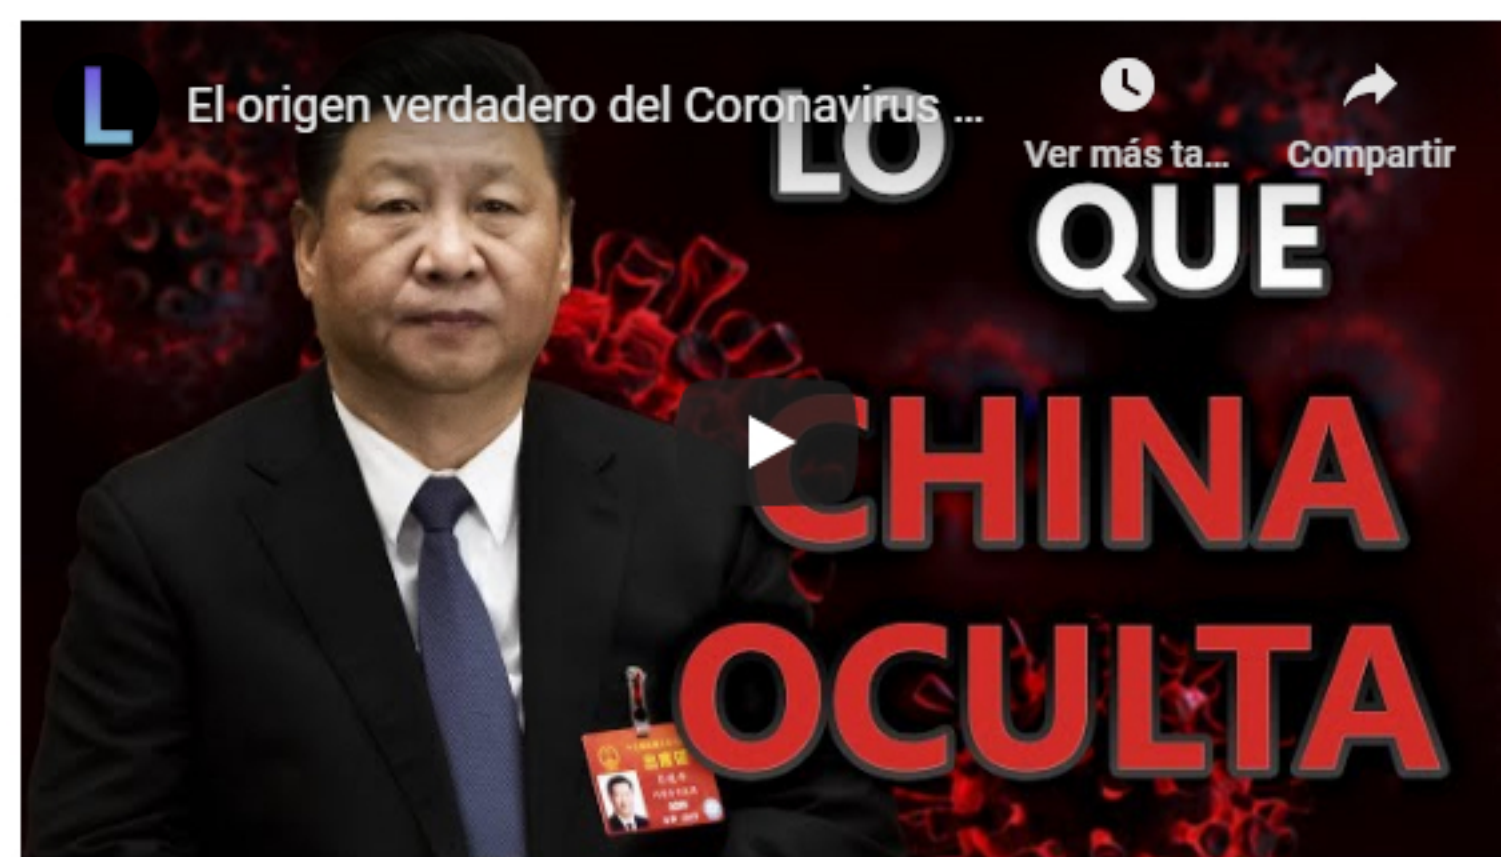 L
El origen verdadero del Coronavirus ...
Ver más ta...
Compartir
LO
QUE
CHINA
OCULTA